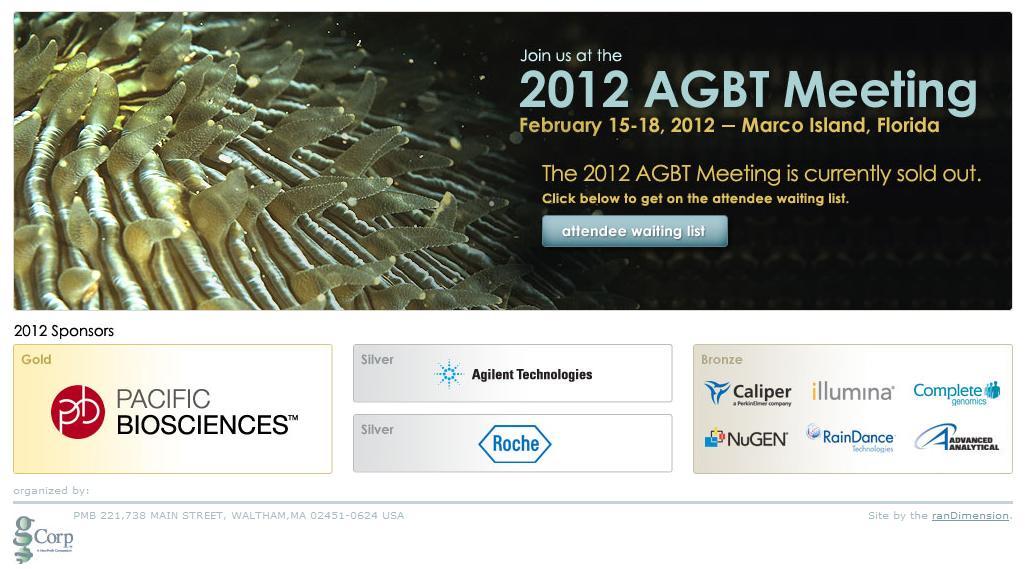 Join us at the
2012 AGBT Meeting
February 15-18, 2012 — Marco Island, Florida
The 2012 AGBT Meeting is currently sold out.
Click below to get on the attendee waiting list.
attendee waiting list
2012 Sponsors
Gold
PACIFIC
BIOSCIENCES™
Silver
Agilent Technologies
Silver
Roche
Bronze
Caliper
a PerkinElmer company
illumina®
Complete
genomics
NuGEN®
RainDance
Technologies
ADVANCED
ANALYTICAL
organized by:
PMB 221,738 MAIN STREET, WALTHAM,MA 02451-0624 USA
Site by the ranDimension.
gCorp